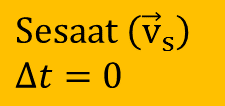 Sesaat (v⃗ₛ)
Δt = 0